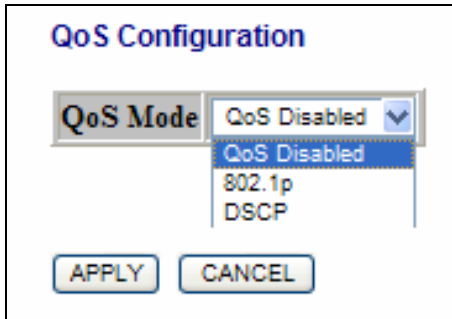 QoS Configuration
QoS Mode QoS Disabled
QoS Disabled
802.1p
DSCP
APPLY CANCEL